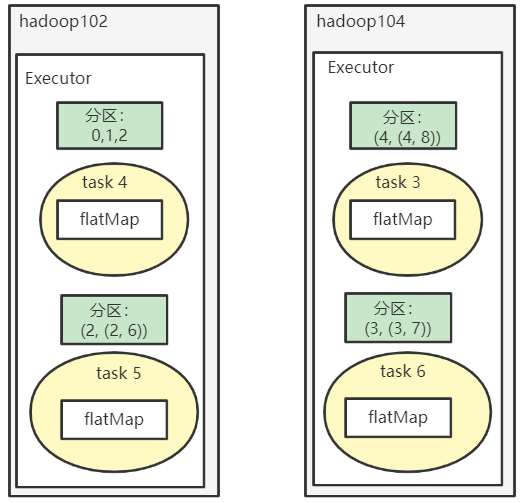 hadoop102
Executor
分区：
0,1,2
task 4
flatMap
分区：
(2, (2, 6))
task 5
flatMap
hadoop104
Executor
分区：
(4, (4, 8))
task 3
flatMap
分区：
(3, (3, 7))
task 6
flatMap